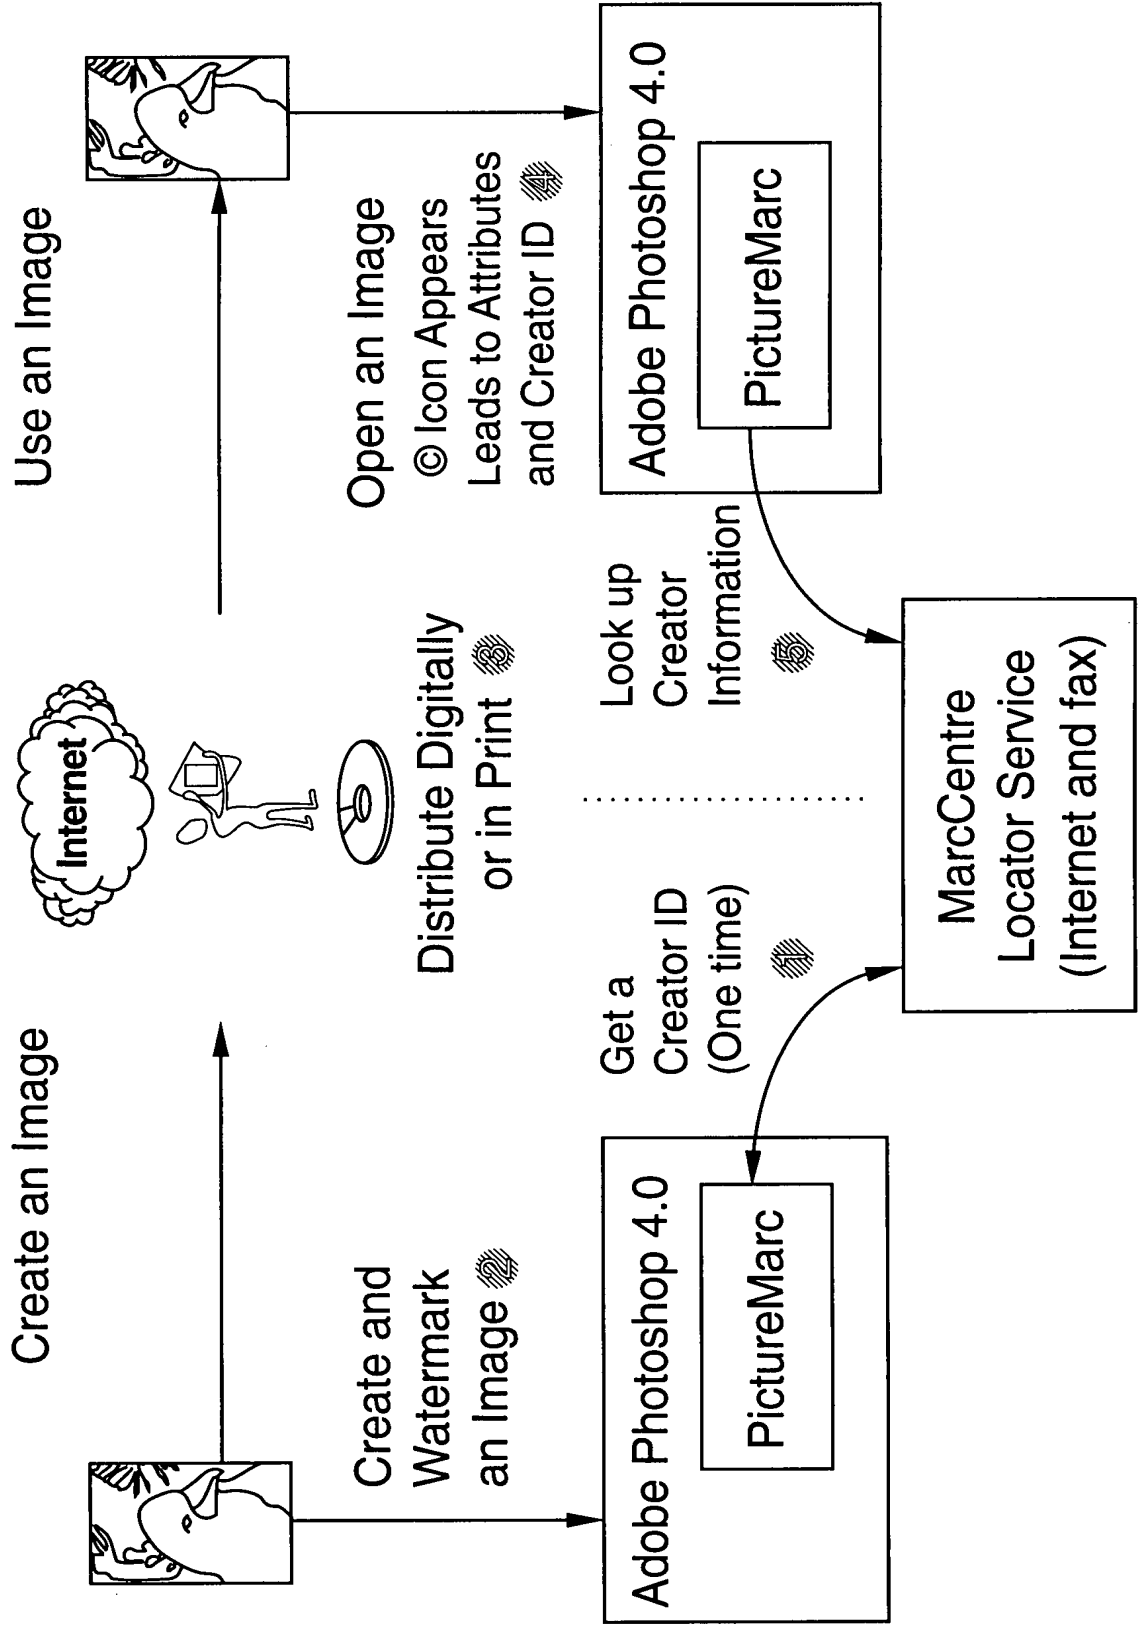 Create an Image
Use an Image
Internet
Create and
Watermark
an Image 2
Distribute Digitally
or in Print 3
Open an Image
© Icon Appears
Leads to Attributes
and Creator ID 4
Adobe Photoshop 4.0
PictureMarc
Get a
Creator ID
(One time)
1
Look up
Creator
Information
5
Adobe Photoshop 4.0
PictureMarc
MarcCentre
Locator Service
(Internet and fax)